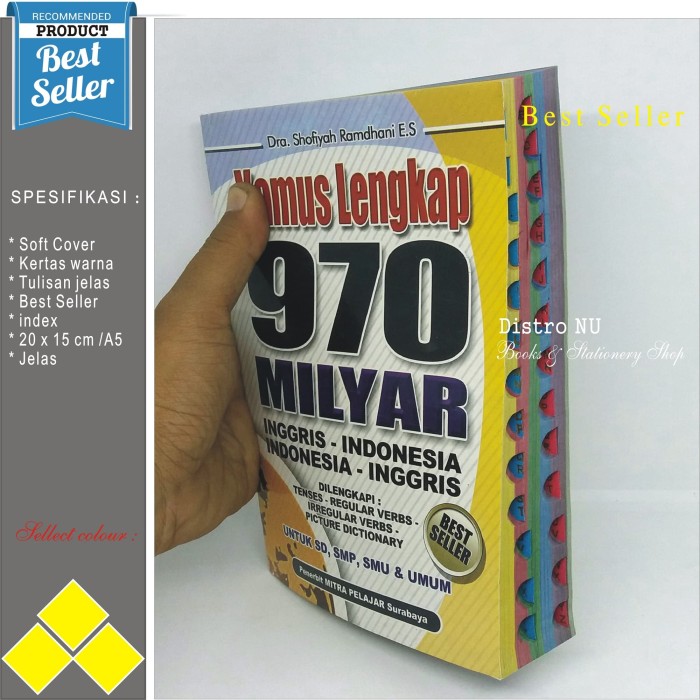 RECOMMENDED
PRODUCT
Best
Seller
SPESIFIKASI :
* Soft Cover
* Kertas warna
* Tulisan jelas
* Best Seller
* index
* 20 x 15 cm /A5
* Jelas
Sellect colour :
Dra. Shofiyah Ramdhani E.S
Kamus Lengkap
970
MILYAR
INGGRIS - INDONESIA
INDONESIA - INGGRIS
DILENGKAPI :
TENSES - REGULAR VERBS -
IRREGULAR VERBS -
PICTURE DICTIONARY
BEST
SELLER
UNTUK SD, SMP, SMU & UMUM
Penerbit MITRA PELAJAR Surabaya
Best Seller
Distro NU
Books & Stationery Shop